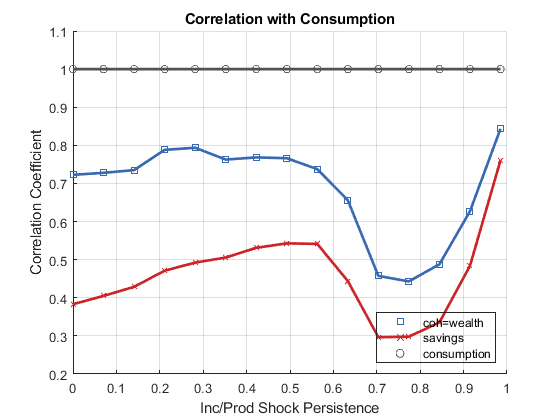 Correlation with Consumption
Correlation Coefficient
1.1
1
0.9
0.8
0.7
0.6
0.5
0.4
0.3
0.2
coh=wealth
savings
consumption
0 0.1 0.2 0.3 0.4 0.5 0.6 0.7 0.8 0.9 1
Inc/Prod Shock Persistence